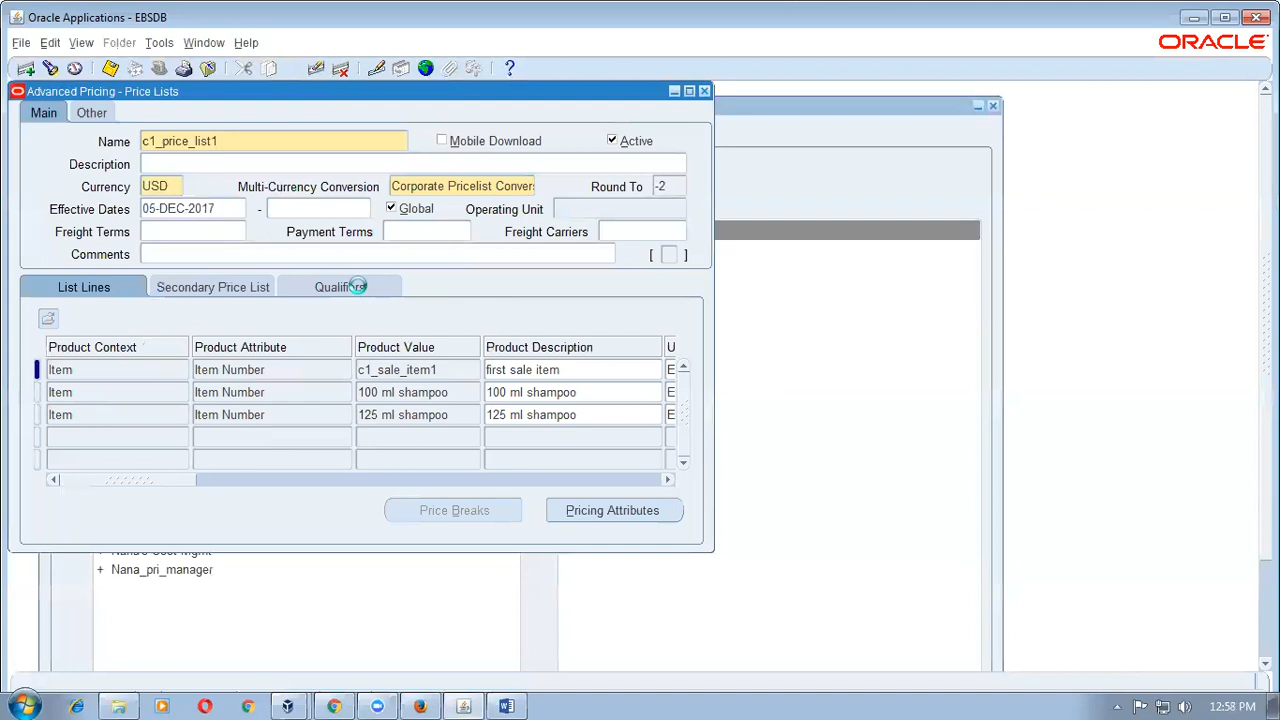 Oracle Applications - EBSDB
File Edit View Folder Tools Window Help
ORACLE
Advanced Pricing - Price Lists
Main Other
Name c1_price_list1 Mobile Download Active
Description
Currency USD Multi-Currency Conversion Corporate Pricelist Conver Round To -2
Effective Dates 05-DEC-2017 - Global Operating Unit
Freight Terms Payment Terms Freight Carriers
Comments [ ]
List Lines Secondary Price List Qualifiers
Product Context Product Attribute Product Value Product Description U
Item Item Number c1_sale_item1 first sale item E
Item Item Number 100 ml shampoo 100 ml shampoo E
Item Item Number 125 ml shampoo 125 ml shampoo E
Price Breaks Pricing Attributes
+ Nana_pri_manager
12:58 PM